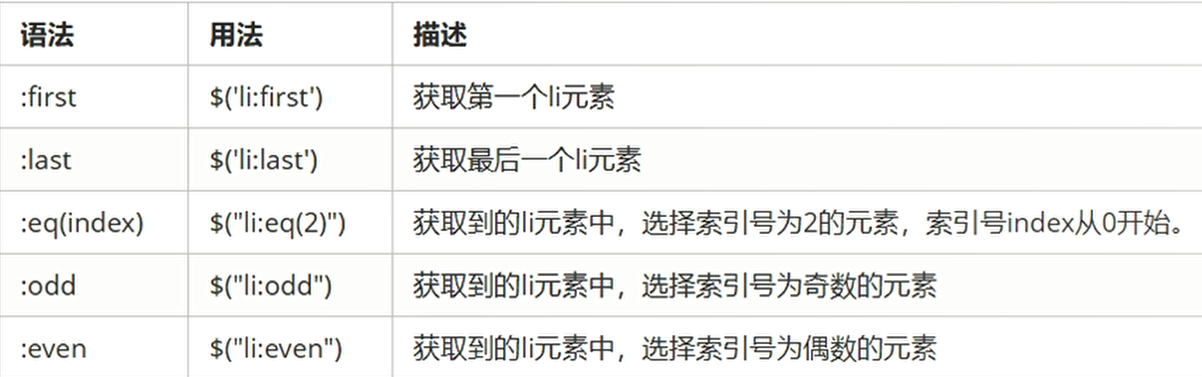 语法 用法 描述
:first $('li:first') 获取第一个li元素
:last $('li:last') 获取最后一个li元素
:eq(index) $("li:eq(2)") 获取到的li元素中，选择索引号为2的元素，索引号index从0开始。
:odd $("li:odd") 获取到的li元素中，选择索引号为奇数的元素
:even $("li:even") 获取到的li元素中，选择索引号为偶数的元素